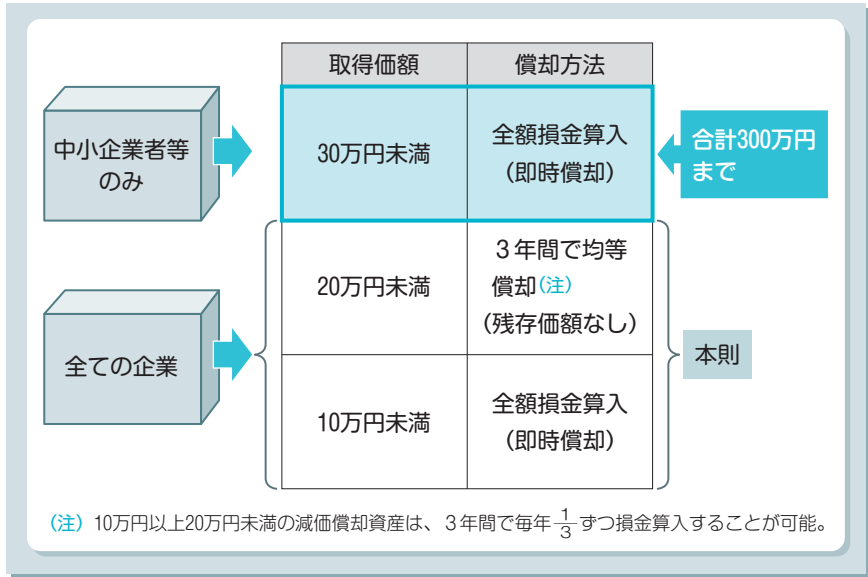 取得価額
償却方法
中小企業者等
のみ
30万円未満
全額損金算入
（即時償却）
合計300万円
まで
全ての企業
20万円未満
３年間で均等
償却（注）
（残存価額なし）
本則
10万円未満
全額損金算入
（即時償却）
（注）10万円以上20万円未満の減価償却資産は、３年間で毎年1/3ずつ損金算入することが可能。